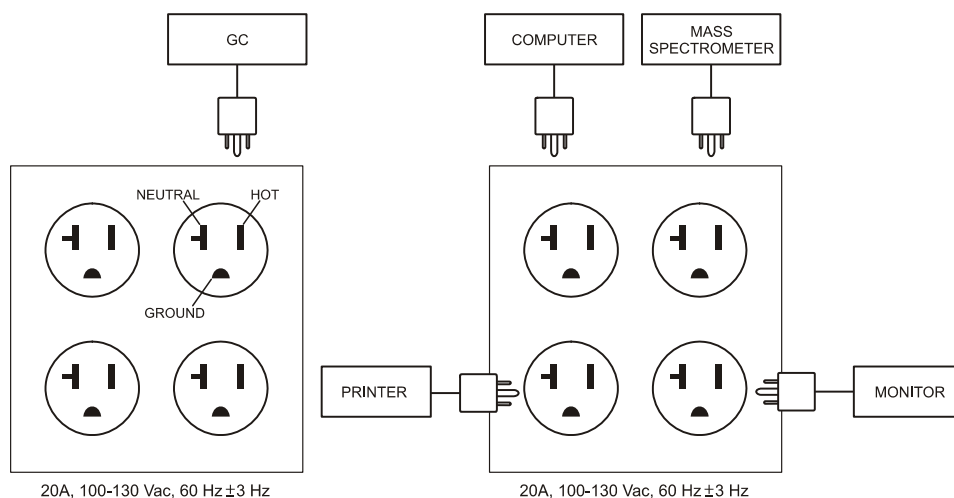 GC
COMPUTER
MASS
SPECTROMETER
NEUTRAL
HOT
GROUND
PRINTER
MONITOR
20A, 100-130 Vac, 60 Hz ±3 Hz
20A, 100-130 Vac, 60 Hz ±3 Hz